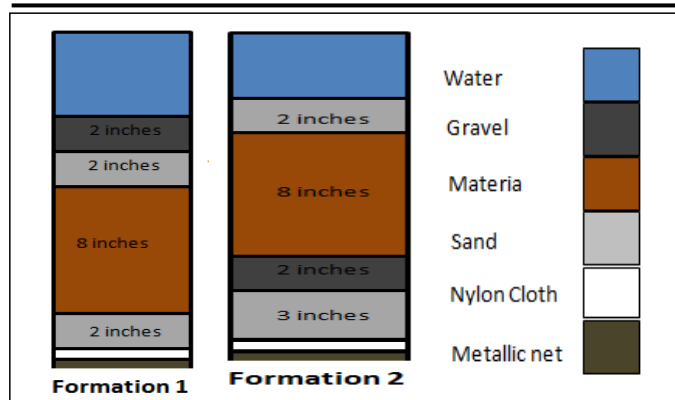 2 inches
2 inches
8 inches
2 inches
Formation 1
2 inches
8 inches
2 inches
3 inches
Formation 2
Water
Gravel
Materia
Sand
Nylon Cloth
Metallic net